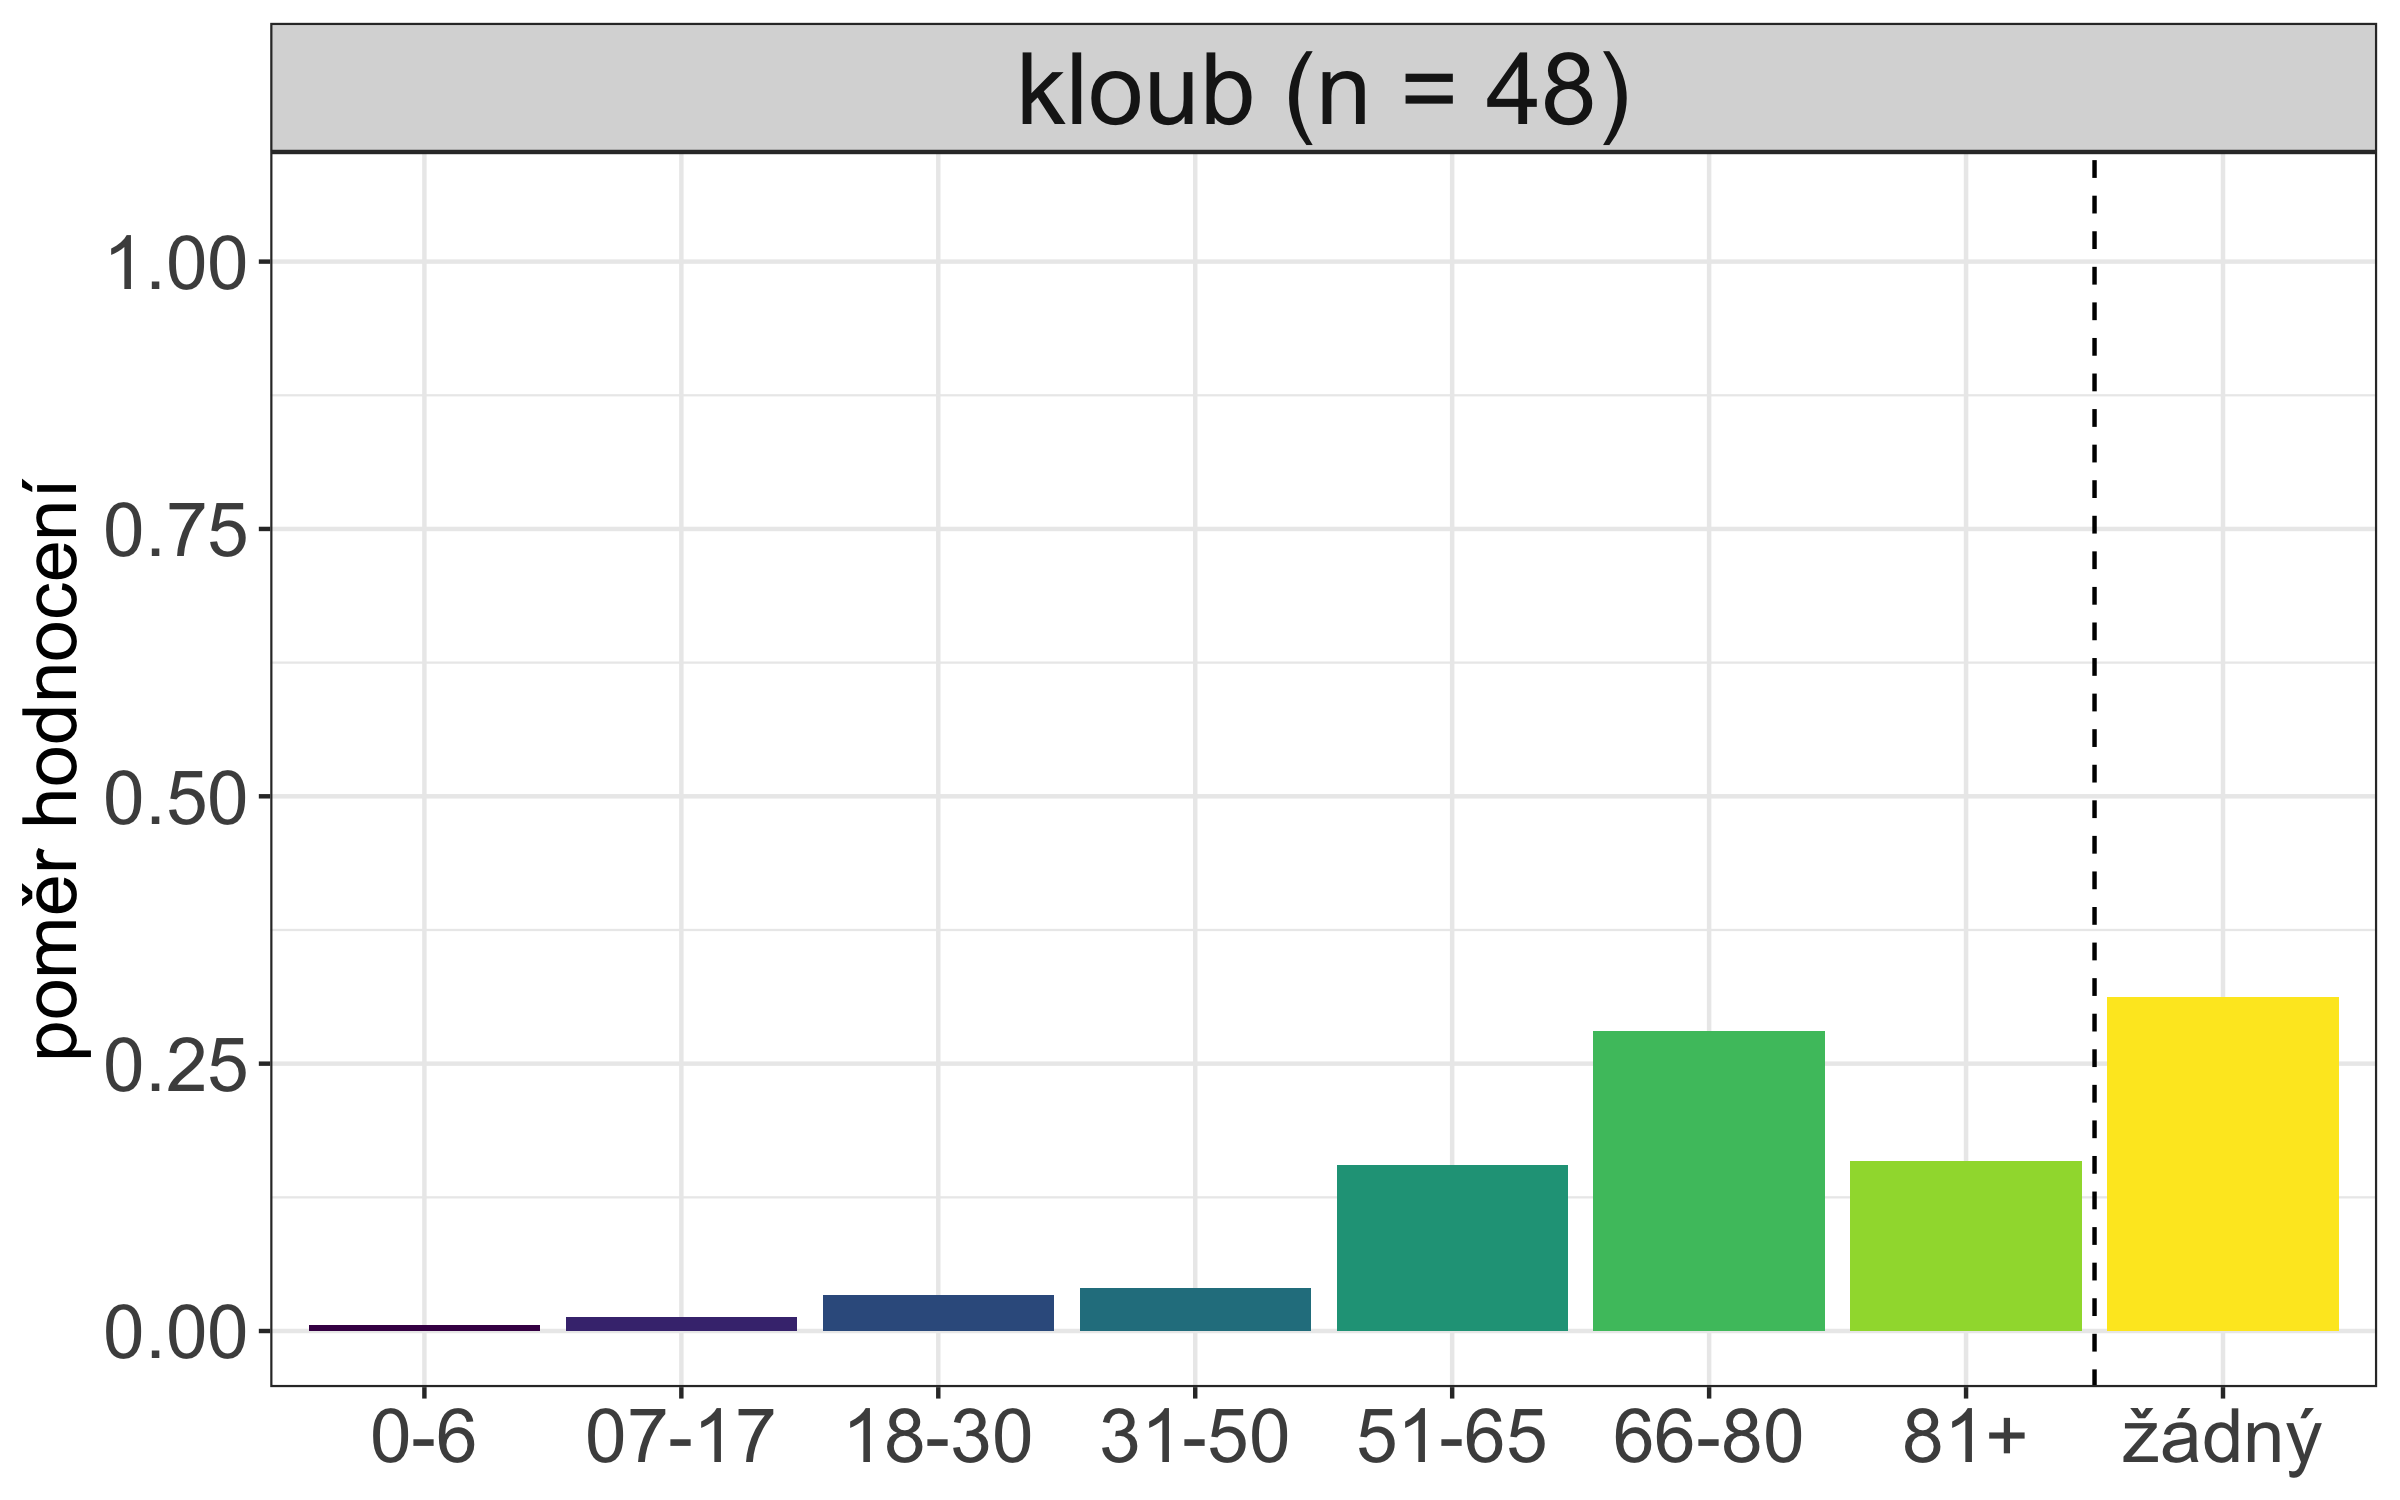 kloub (n = 48)
poměr hodnocení
1.00
0.75
0.50
0.25
0.00
0-6 07-17 18-30 31-50 51-65 66-80 81+ žádný